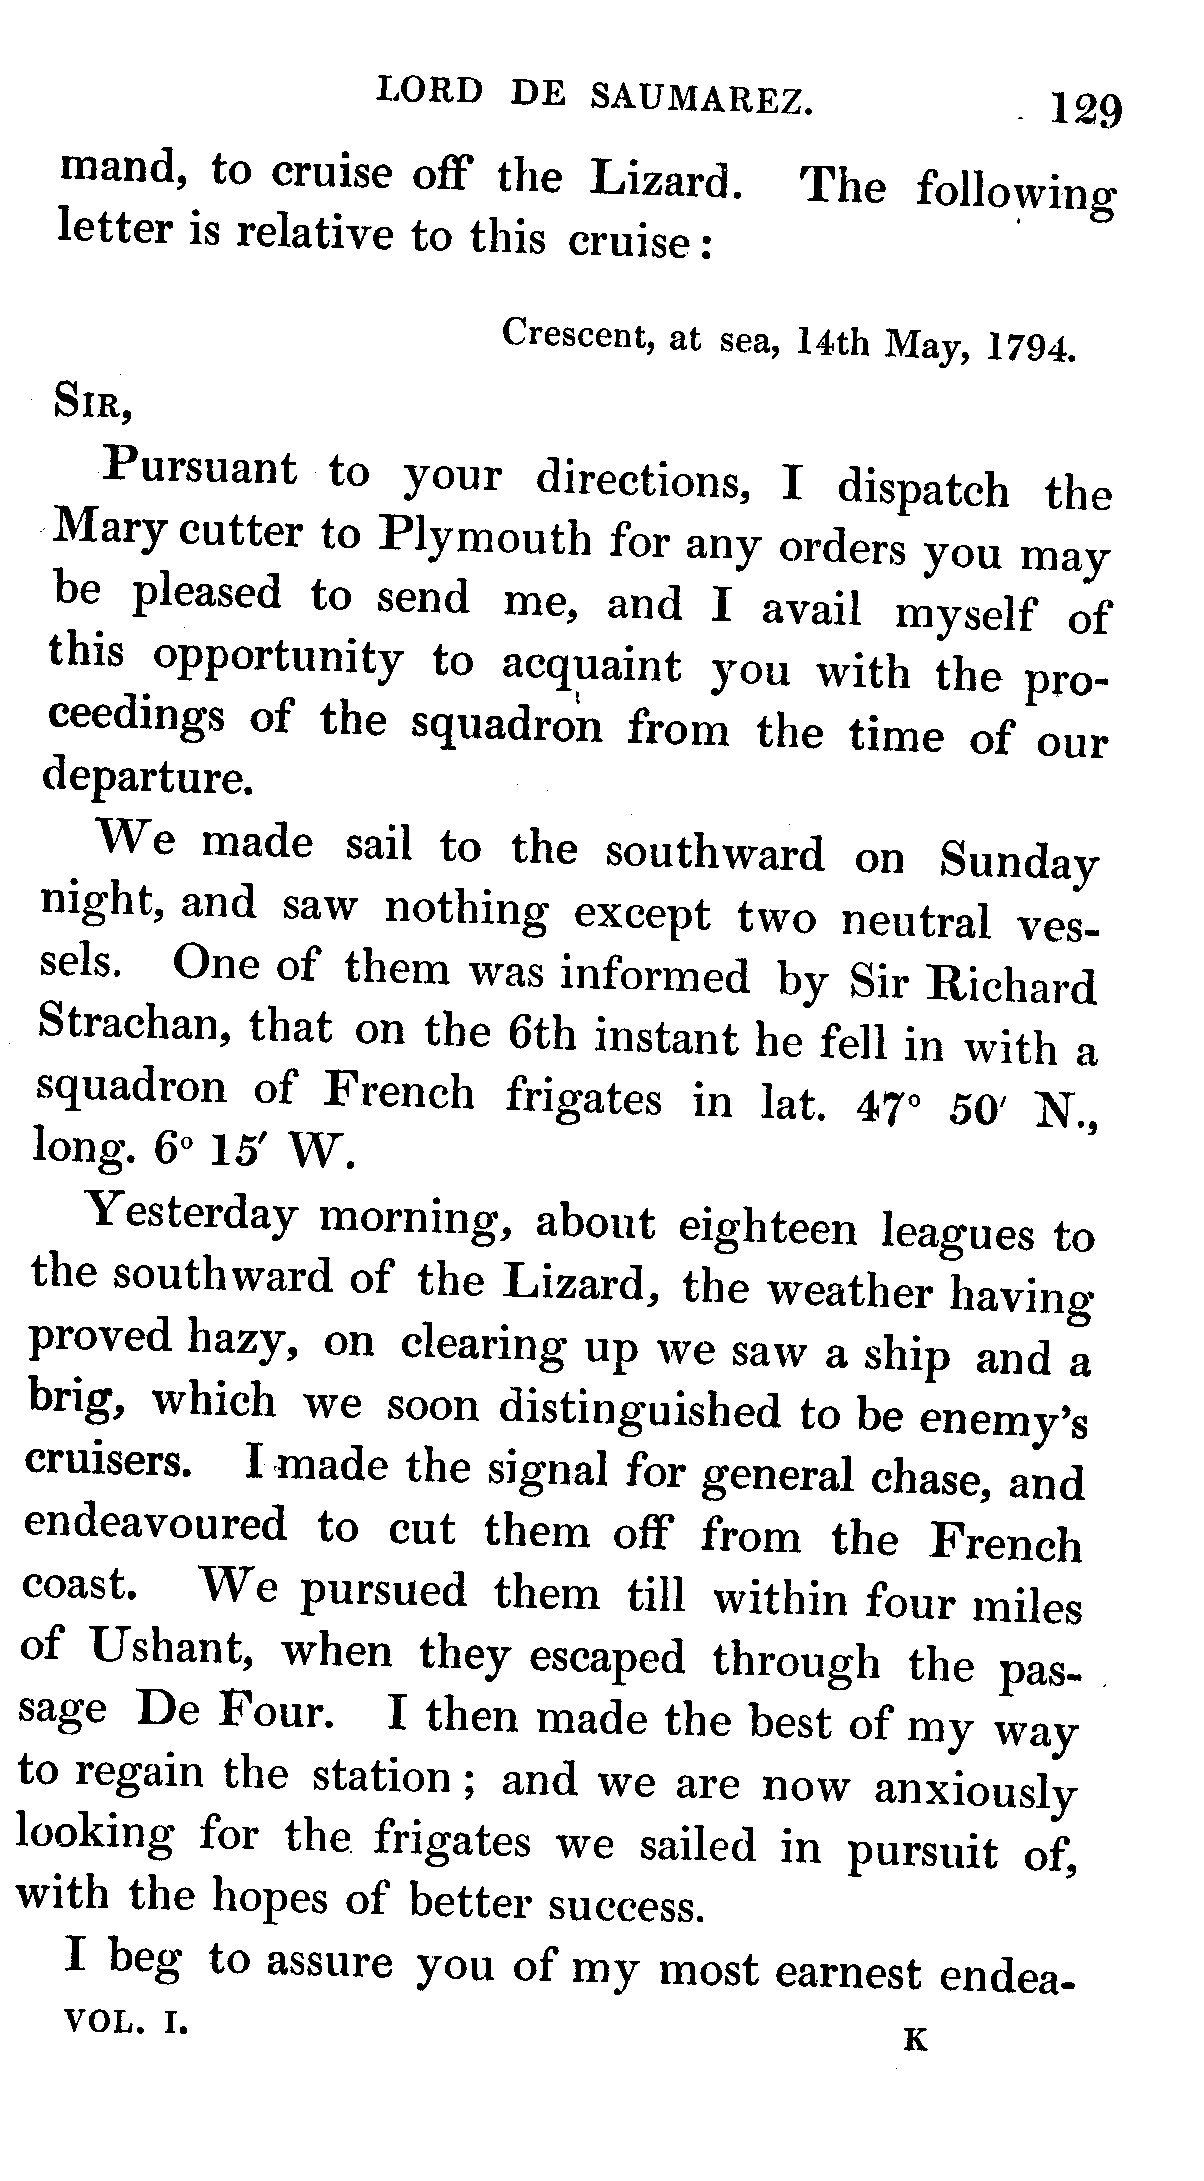 LORD DE SAUMAREZ. 129
mand, to cruise off the Lizard. The following
letter is relative to this cruise:
Crescent, at sea, 14th May, 1794.
SIR,
Pursuant to your directions, I dispatch the
Mary cutter to Plymouth for any orders you may
be pleased to send me, and I avail myself of
this opportunity to acquaint you with the pro-
ceedings of the squadron from the time of our
departure.
We made sail to the southward on Sunday
night, and saw nothing except two neutral ves-
sels. One of them was informed by Sir Richard
Strachan, that on the 6th instant he fell in with a
squadron of French frigates in lat. 47° 50′ N.,
long. 6° 15′ W.
Yesterday morning, about eighteen leagues to
the southward of the Lizard, the weather having
proved hazy, on clearing up we saw a ship and a
brig, which we soon distinguished to be enemy's
cruisers. I made the signal for general chase, and
endeavoured to cut them off from the French
coast. We pursued them till within four miles
of Ushant, when they escaped through the pas-
sage De Four. I then made the best of my way
to regain the station; and we are now anxiously
looking for the frigates we sailed in pursuit of,
with the hopes of better success.
I beg to assure you of my most earnest endea-
VOL. I. K